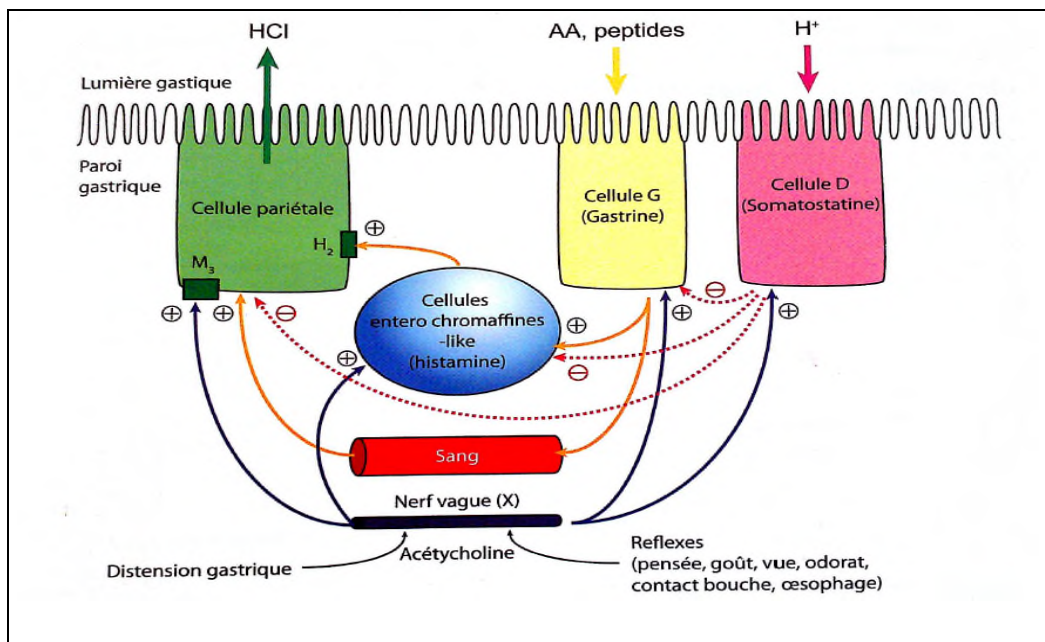 HCl
AA, peptides
H⁺
Lumière gastique
Paroi
gastrique
Cellule pariétale
Cellule G
(Gastrine)
Cellule D
(Somatostatine)
H₂
⊕
M₃
⊕
⊕
⊖
Cellules
entero chromaffines
-like
(histamine)
⊕
⊕
⊖
⊖
⊕
⊕
Sang
Nerf vague (X)
Acétycholine
Distension gastrique
Reflexes
(pensée, goût, vue, odorat,
contact bouche, œsophage)